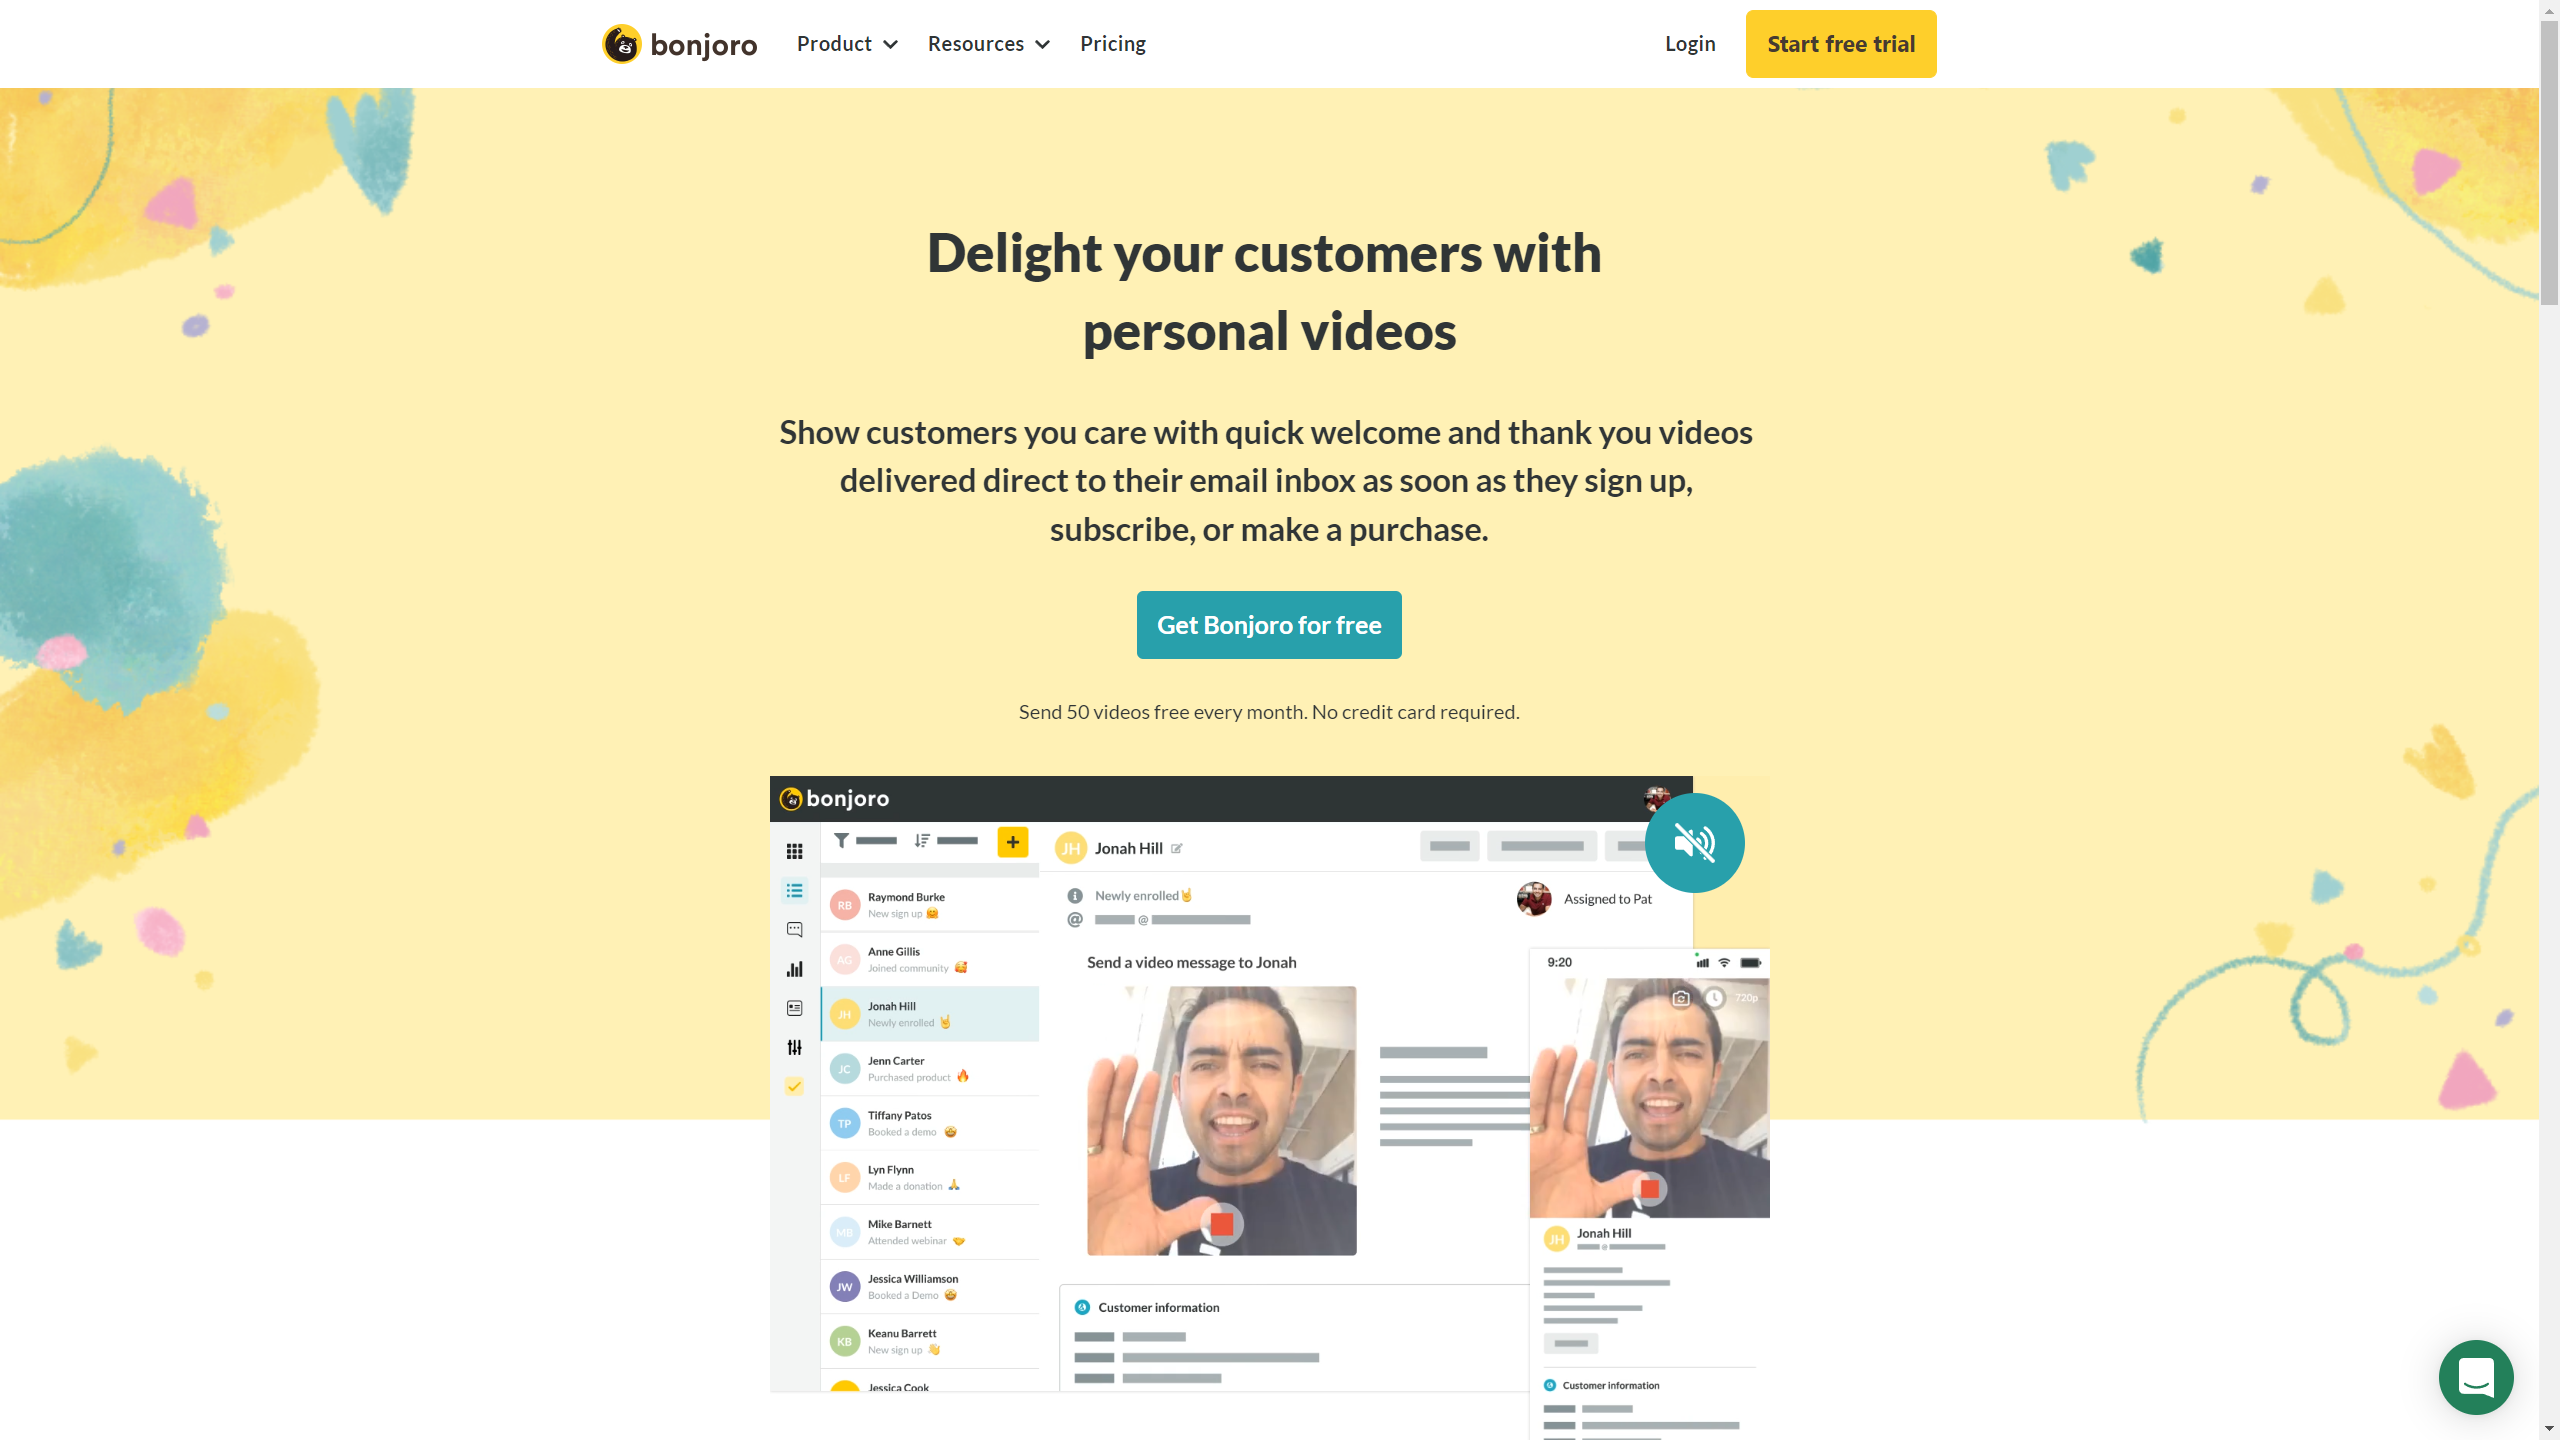 bonjoro
Product
Resources
Pricing
Login
Start free trial
Delight your customers with
personal videos
Show customers you care with quick welcome and thank you videos
delivered direct to their email inbox as soon as they sign up,
subscribe, or make a purchase.
Get Bonjoro for free
Send 50 videos free every month. No credit card required.
bonjoro
RB
Raymond Burke
New sign up 🤗
AG
Anne Gillis
Joined community 🥰
JH
Jonah Hill
Newly enrolled 🤘
JC
Jenn Carter
Purchased product 🔥
TP
Tiffany Patos
Booked a demo 🤩
LF
Lyn Flynn
Made a donation 🙏
MB
Mike Barnett
Attended webinar 🤝
JW
Jessica Williamson
Booked a Demo 🤩
KB
Keanu Barrett
New sign up 👋
Jessica Cook
JH
Jonah Hill
Newly enrolled🤘
@
@
Assigned to Pat
Send a video message to Jonah
Customer information
9:20
720p
JH
Jonah Hill
@
Customer information